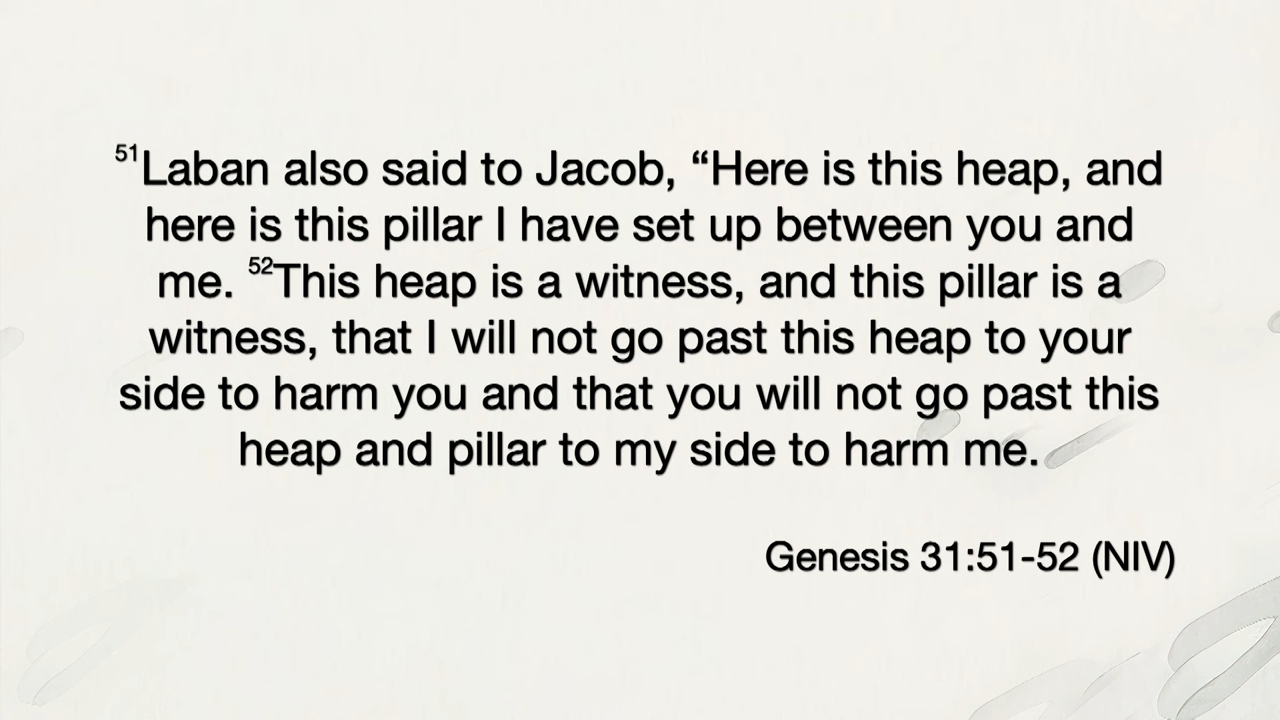 51Laban also said to Jacob, “Here is this heap, and
here is this pillar I have set up between you and
me. 52This heap is a witness, and this pillar is a
witness, that I will not go past this heap to your
side to harm you and that you will not go past this
heap and pillar to my side to harm me.
Genesis 31:51-52 (NIV)